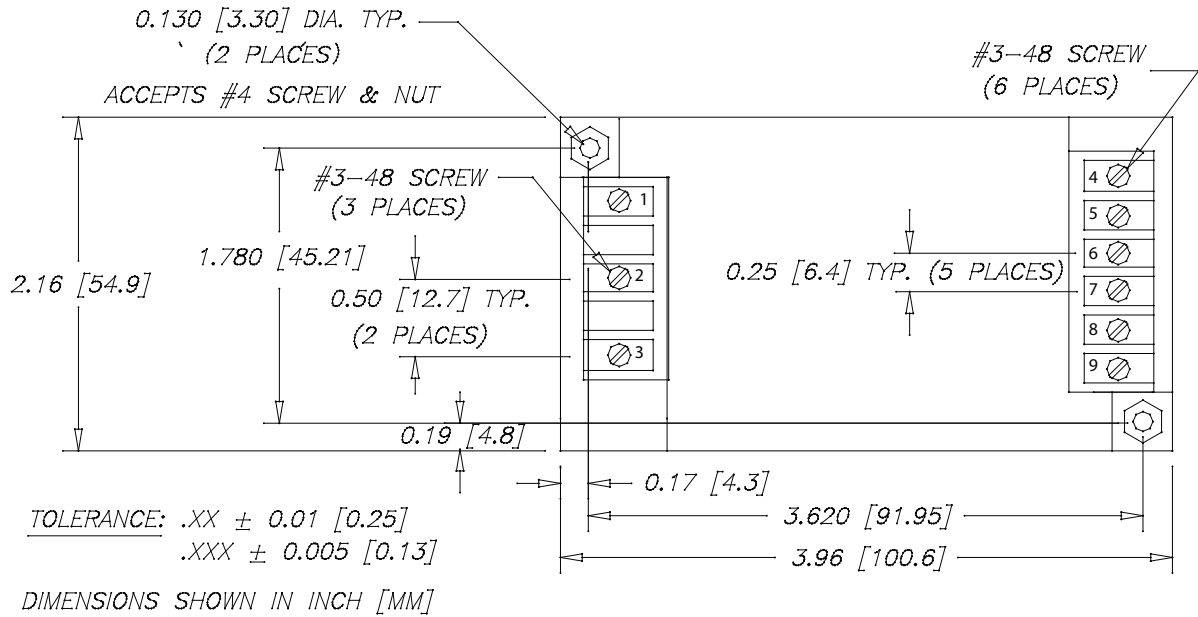 0.130 [3.30] DIA. TYP.
(2 PLACES)
ACCEPTS #4 SCREW & NUT
#3-48 SCREW
(6 PLACES)
#3-48 SCREW
(3 PLACES)
1
2
3
4
5
6
7
8
9
1.780 [45.21]
2.16 [54.9]
0.50 [12.7] TYP.
(2 PLACES)
0.25 [6.4] TYP. (5 PLACES)
0.19 [4.8]
0.17 [4.3]
3.620 [91.95]
3.96 [100.6]
TOLERANCE: .XX ± 0.01 [0.25]
.XXX ± 0.005 [0.13]
DIMENSIONS SHOWN IN INCH [MM]